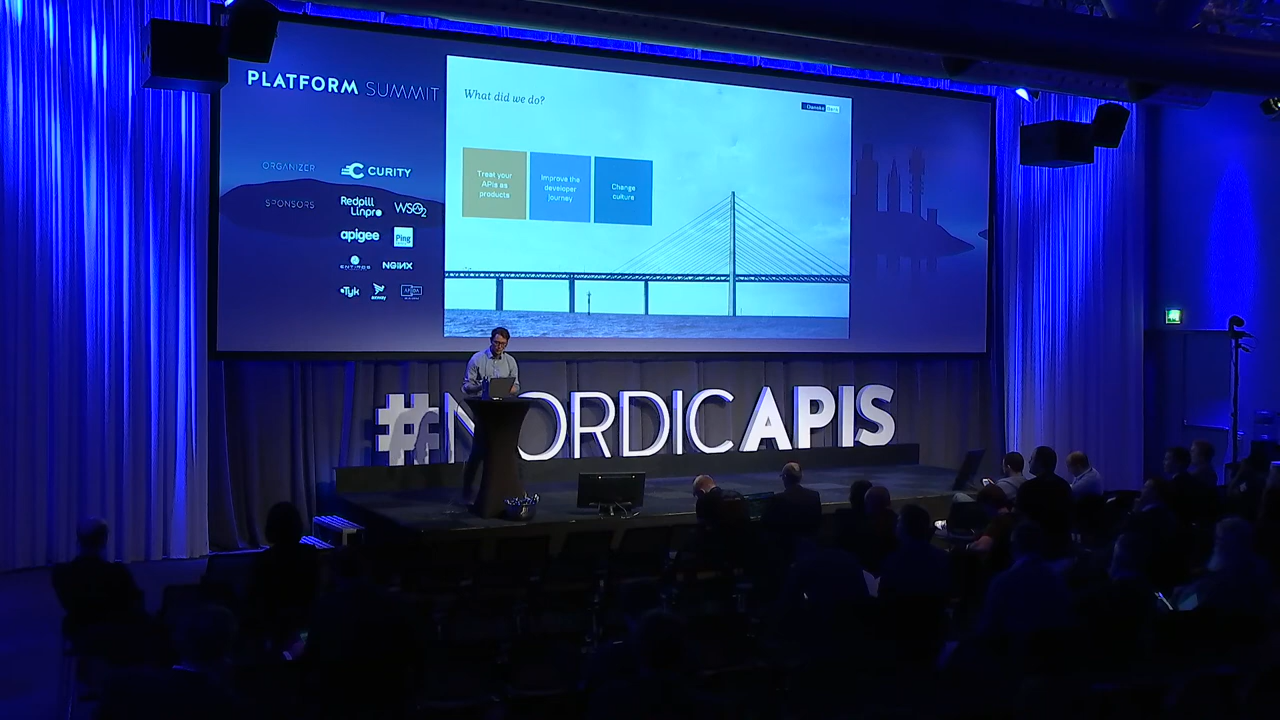 PLATFORM SUMMIT
ORGANIZER
CURITY
SPONSORS
Redpill
Linpro
WSO2
apigee
Ping
NGINX
Tyk
axway
What did we do?
Danske Bank
Treat your
APIs as
products
Improve the
developer
journey
Change
culture
#NORDICAPIS